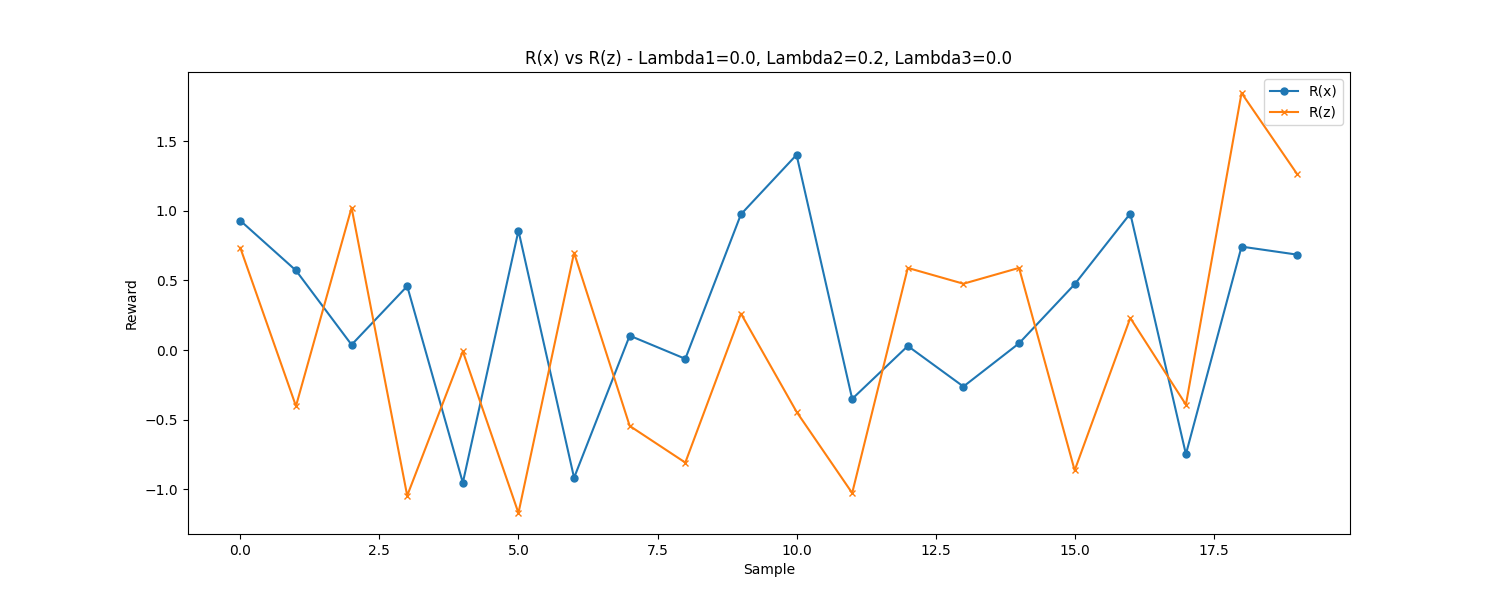 R(x) vs R(z) - Lambda1=0.0, Lambda2=0.2, Lambda3=0.0
R(x)
R(z)
1.5
1.0
0.5
0.0
−0.5
−1.0
Reward
0.0 2.5 5.0 7.5 10.0 12.5 15.0 17.5
Sample